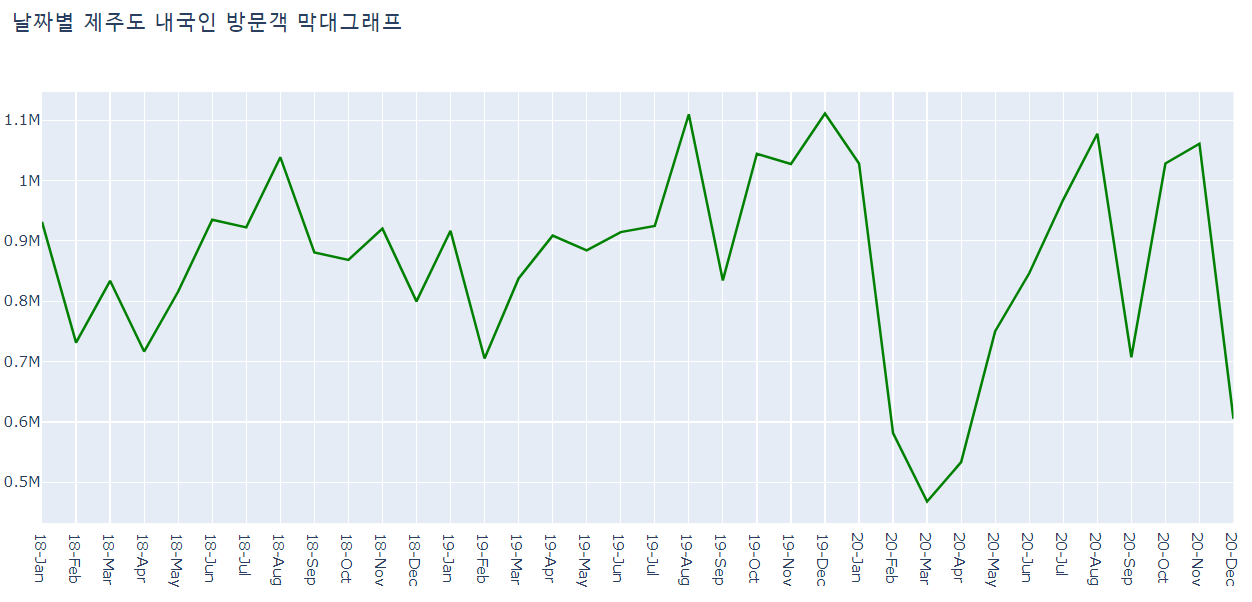 날짜별 제주도 내국인 방문객 막대그래프
1.1M
1M
0.9M
0.8M
0.7M
0.6M
0.5M
18-Jan
18-Feb
18-Mar
18-Apr
18-May
18-Jun
18-Jul
18-Aug
18-Sep
18-Oct
18-Nov
18-Dec
19-Jan
19-Feb
19-Mar
19-Apr
19-May
19-Jun
19-Jul
19-Aug
19-Sep
19-Oct
19-Nov
19-Dec
20-Jan
20-Feb
20-Mar
20-Apr
20-May
20-Jun
20-Jul
20-Aug
20-Sep
20-Oct
20-Nov
20-Dec